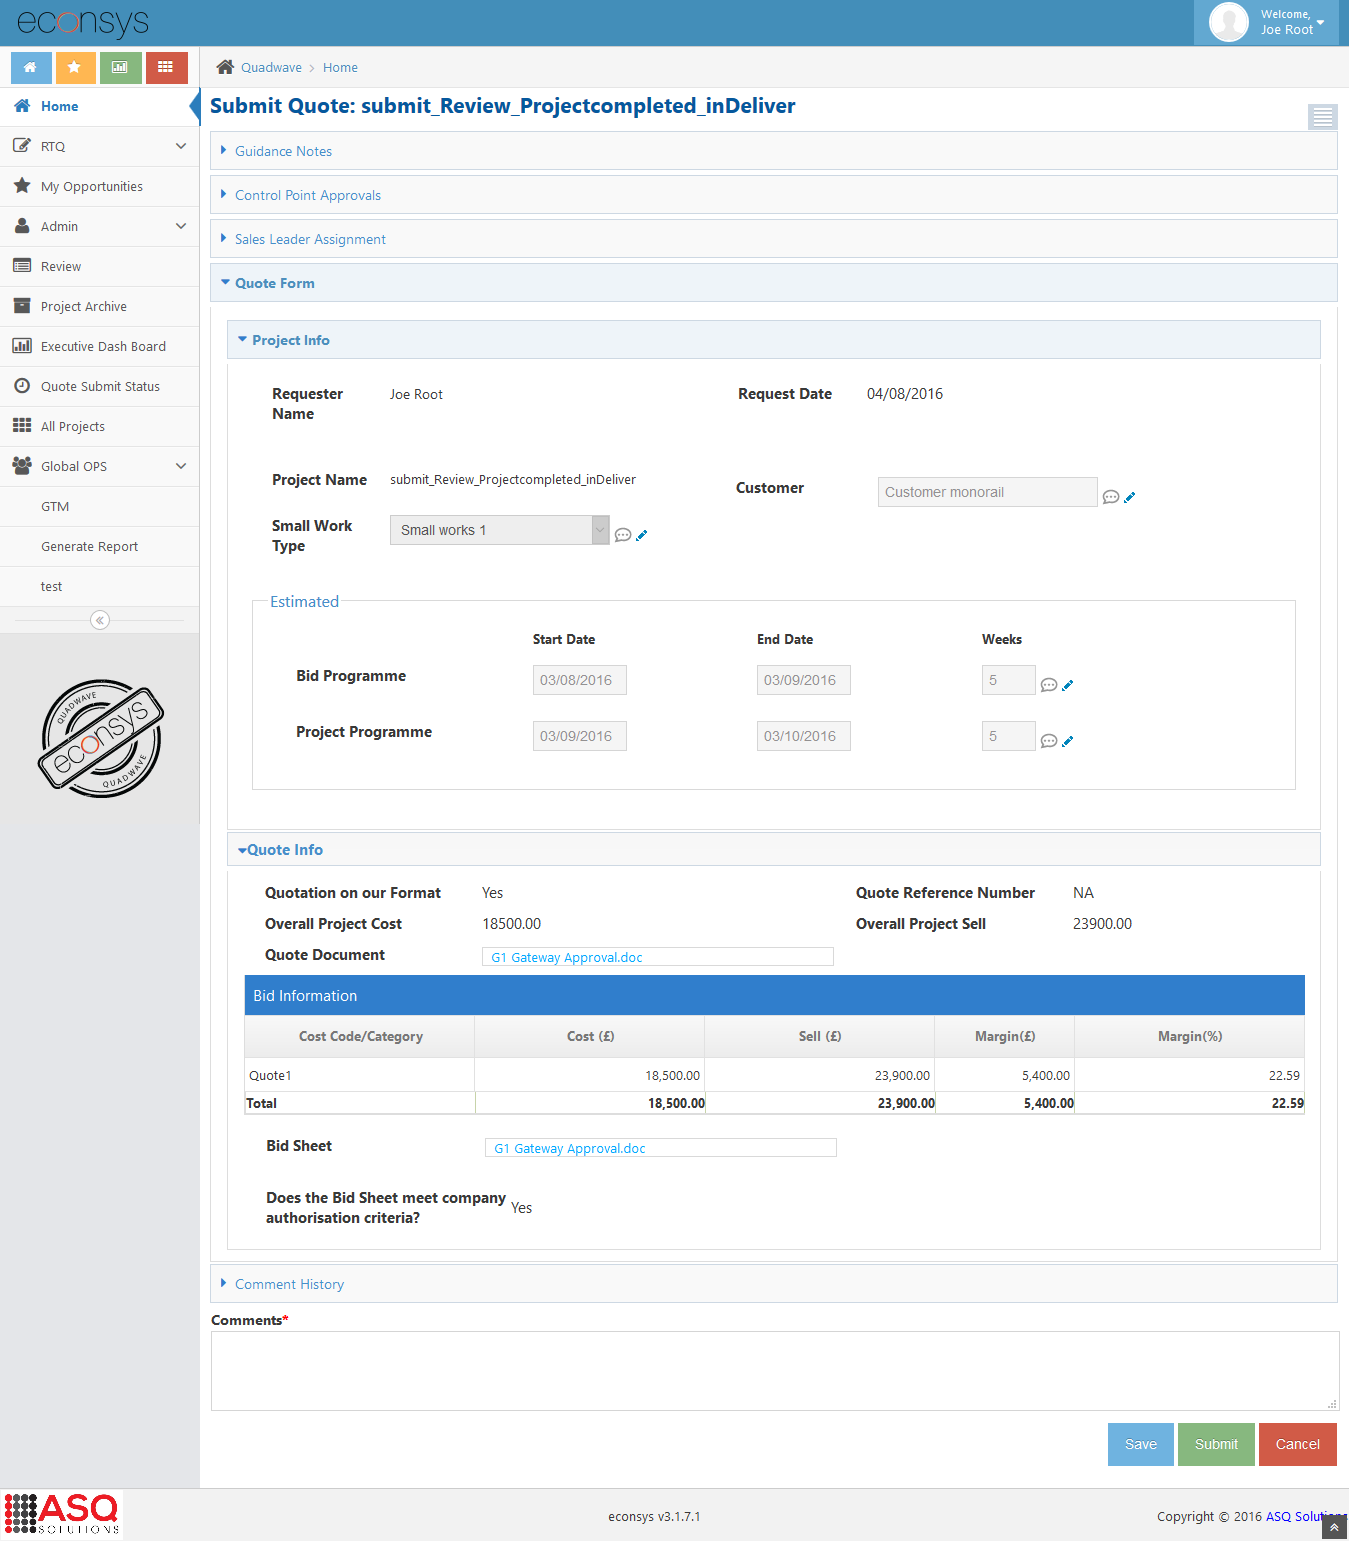 econsys
Welcome,
Joe Root
Quadwave > Home
Home
RTQ
My Opportunities
Admin
Review
Project Archive
Executive Dash Board
Quote Submit Status
All Projects
Global OPS
GTM
Generate Report
test
QUADWAVE
econsys
QUADWAVE
Submit Quote: submit_Review_Projectcompleted_inDeliver
Guidance Notes
Control Point Approvals
Sales Leader Assignment
Quote Form
Project Info
Requester Name Joe Root Request Date 04/08/2016
Project Name submit_Review_Projectcompleted_inDeliver Customer Customer monorail
Small Work Type Small works 1
Estimated
Start Date End Date Weeks
Bid Programme 03/08/2016 03/09/2016 5
Project Programme 03/09/2016 03/10/2016 5
Quote Info
Quotation on our Format Yes Quote Reference Number NA
Overall Project Cost 18500.00 Overall Project Sell 23900.00
Quote Document G1 Gateway Approval.doc
Bid Information
Cost Code/Category Cost (£) Sell (£) Margin(£) Margin(%)
Quote1 18,500.00 23,900.00 5,400.00 22.59
Total 18,500.00 23,900.00 5,400.00 22.59
Bid Sheet G1 Gateway Approval.doc
Does the Bid Sheet meet company authorisation criteria? Yes
Comment History
Comments*
Save Submit Cancel
ASQ
SOLUTIONS
econsys v3.1.7.1
Copyright © 2016 ASQ Solutions